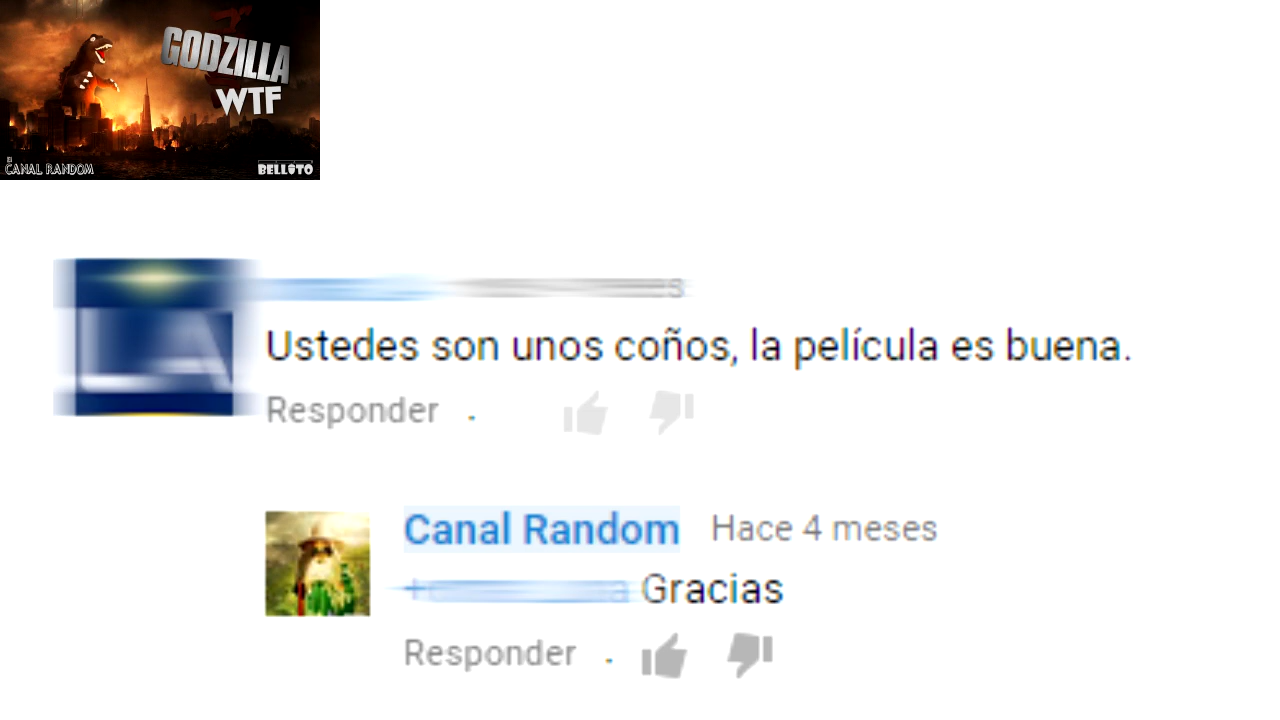 GODZILLA
WTF
EL
CANAL RANDOM
BELLOTO
Ustedes son unos coños, la película es buena.
Responder .
Canal Random Hace 4 meses
Gracias
Responder .